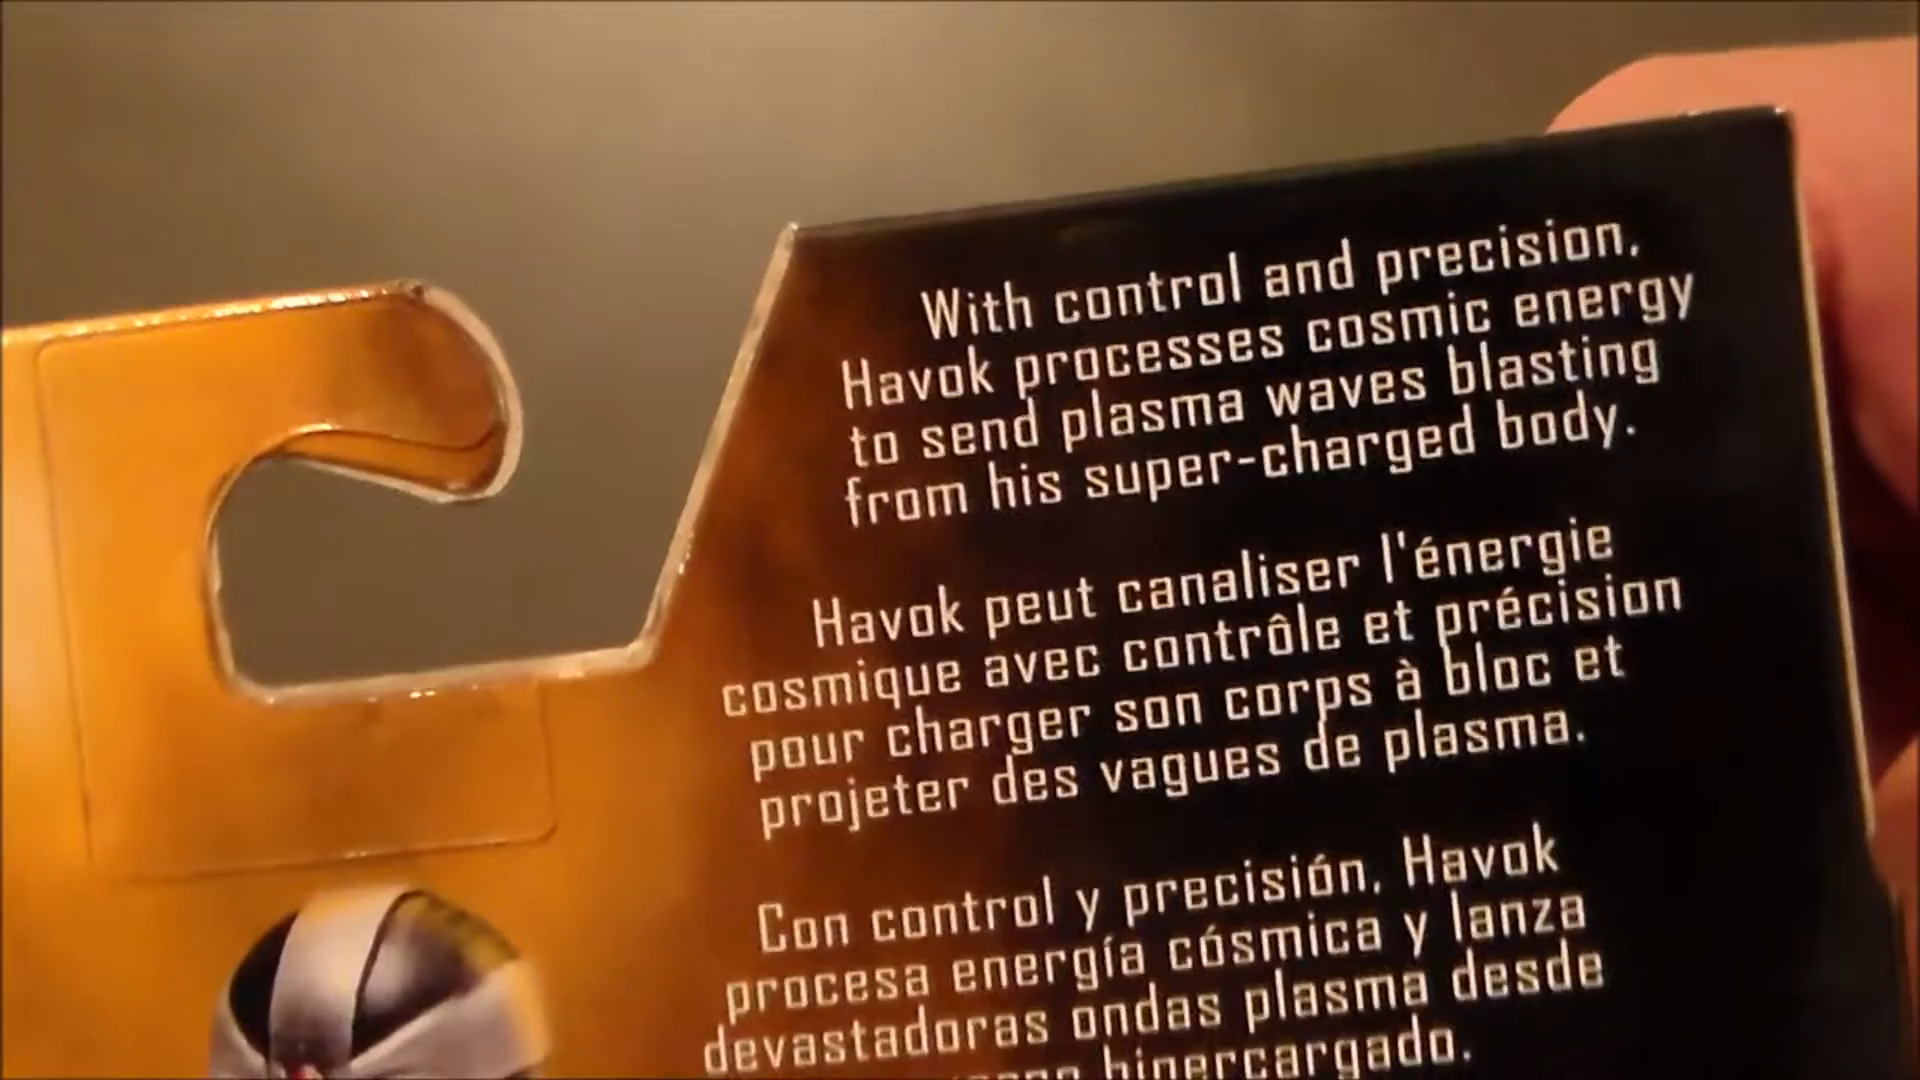 With control and precision,
Havok processes cosmic energy
to send plasma waves blasting
from his super-charged body.
Havok peut canaliser l'énergie
cosmique avec contrôle et précision
pour charger son corps à bloc et
projeter des vagues de plasma.
Con control y precisión, Havok
procesa energía cósmica y lanza
devastadoras ondas plasma desde
hipercargado.